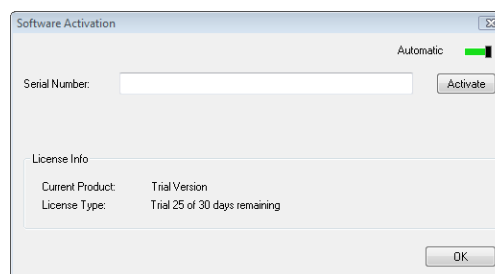 Software Activation
Automatic
Serial Number:
Activate
License Info
Current Product: Trial Version
License Type: Trial 25 of 30 days remaining
OK